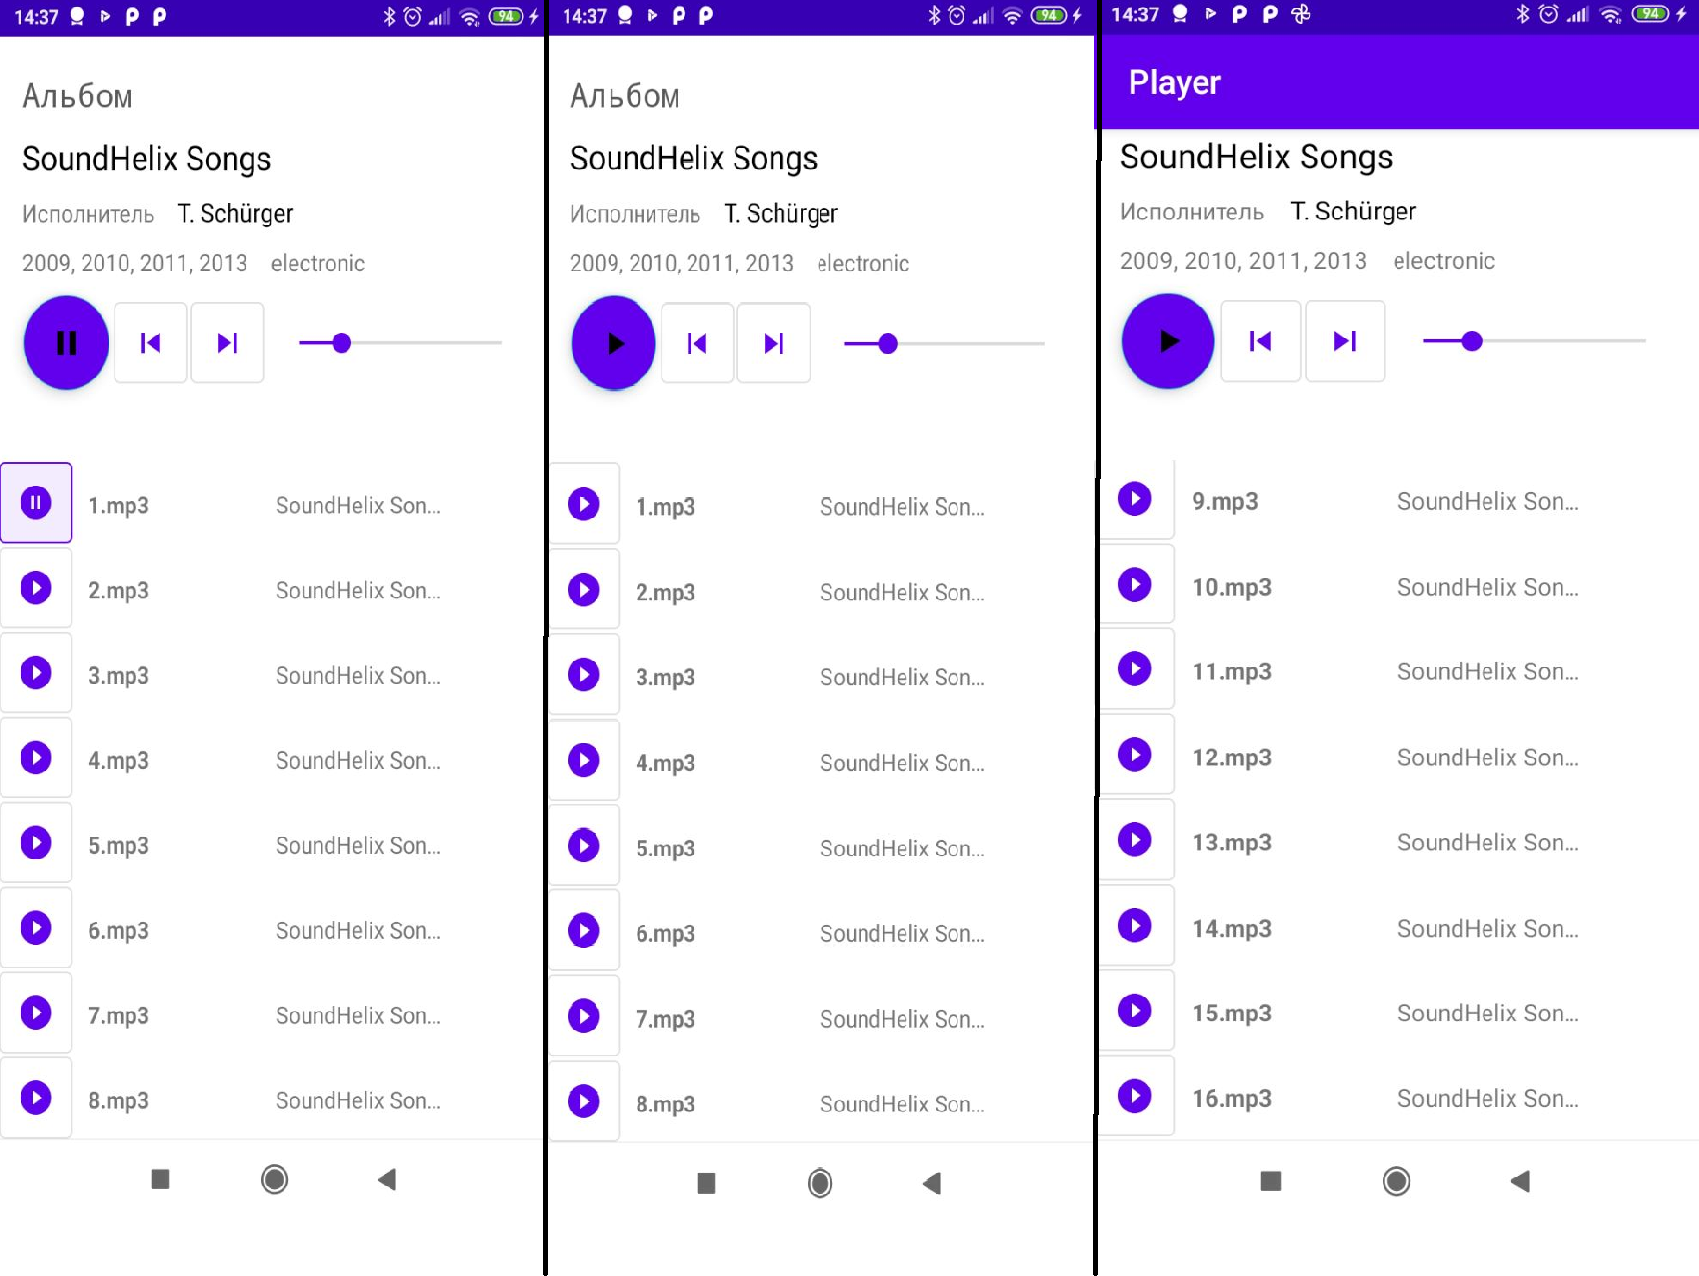 14:37 94
Альбом
SoundHelix Songs
Исполнитель T. Schürger
2009, 2010, 2011, 2013 electronic
1.mp3 SoundHelix Son...
2.mp3 SoundHelix Son...
3.mp3 SoundHelix Son...
4.mp3 SoundHelix Son...
5.mp3 SoundHelix Son...
6.mp3 SoundHelix Son...
7.mp3 SoundHelix Son...
8.mp3 SoundHelix Son...
14:37 94
Альбом
SoundHelix Songs
Исполнитель T. Schürger
2009, 2010, 2011, 2013 electronic
1.mp3 SoundHelix Son...
2.mp3 SoundHelix Son...
3.mp3 SoundHelix Son...
4.mp3 SoundHelix Son...
5.mp3 SoundHelix Son...
6.mp3 SoundHelix Son...
7.mp3 SoundHelix Son...
8.mp3 SoundHelix Son...
14:37 94
Player
SoundHelix Songs
Исполнитель T. Schürger
2009, 2010, 2011, 2013 electronic
9.mp3 SoundHelix Son...
10.mp3 SoundHelix Son...
11.mp3 SoundHelix Son...
12.mp3 SoundHelix Son...
13.mp3 SoundHelix Son...
14.mp3 SoundHelix Son...
15.mp3 SoundHelix Son...
16.mp3 SoundHelix Son...